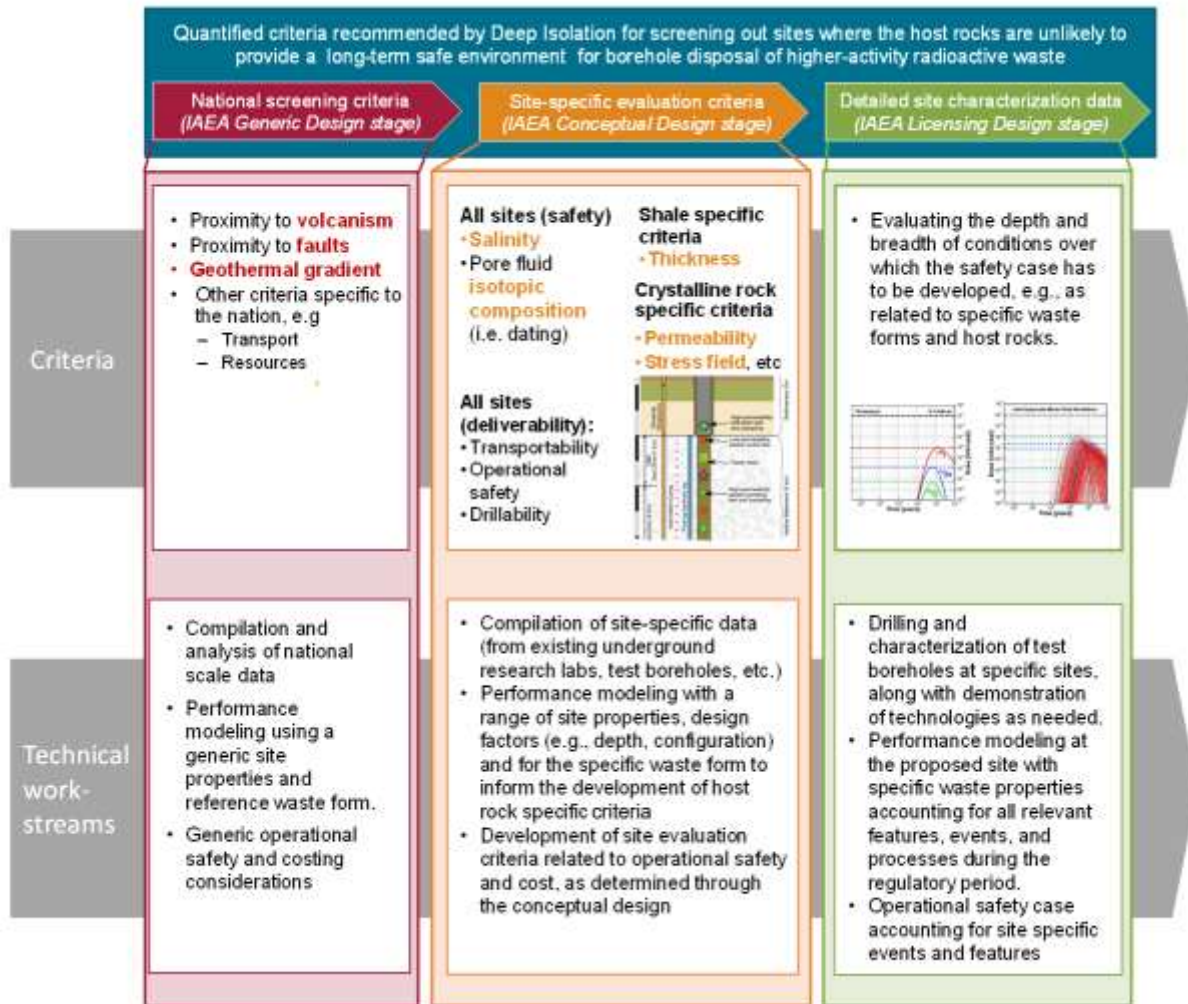 Quantified criteria recommended by Deep Isolation for screening out sites where the host rocks are unlikely to
provide a long-term safe environment for borehole disposal of higher-activity radioactive waste
National screening criteria
(IAEA Generic Design stage)
Site-specific evaluation criteria
(IAEA Conceptual Design stage)
Detailed site characterization data
(IAEA Licensing Design stage)
Criteria
• Proximity to volcanism
• Proximity to faults
• Geothermal gradient
• Other criteria specific to
the nation, e.g
– Transport
– Resources
All sites (safety)
• Salinity
• Pore fluid
isotopic
composition
(i.e. dating)
All sites
(deliverability):
• Transportability
• Operational
safety
• Drillability
Shale specific
criteria
• Thickness
Crystalline rock
specific criteria
• Permeability
• Stress field, etc
• Evaluating the depth and
breadth of conditions over
which the safety case has
to be developed, e.g., as
related to specific waste
forms and host rocks.
Time [years]
Time [years]
Technical
work-
streams
• Compilation and
analysis of national
scale data
• Performance
modeling using a
generic site
properties and
reference waste form.
• Generic operational
safety and costing
considerations
• Compilation of site-specific data
(from existing underground
research labs, test boreholes, etc.)
• Performance modeling with a
range of site properties, design
factors (e.g., depth, configuration)
and for the specific waste form to
inform the development of host
rock specific criteria
• Development of site evaluation
criteria related to operational safety
and cost, as determined through
the conceptual design
• Drilling and
characterization of test
boreholes at specific sites,
along with demonstration
of technologies as needed.
• Performance modeling at
the proposed site with
specific waste properties
accounting for all relevant
features, events, and
processes during the
regulatory period.
• Operational safety case
accounting for site specific
events and features